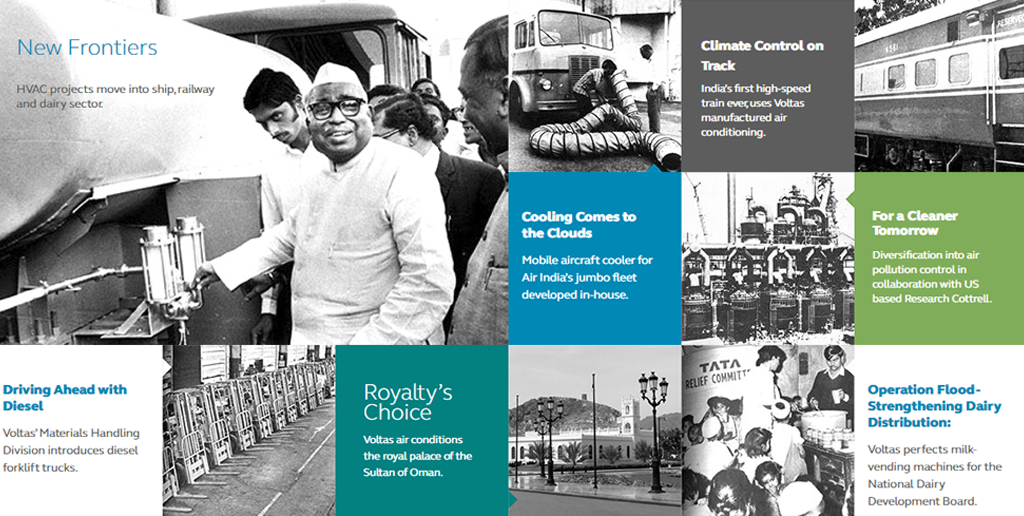 New Frontiers
HVAC projects move into ship, railway
and dairy sector.
Climate Control on
Track
India's first high-speed
train ever, uses Voltas
manufactured air
conditioning.
RESERVED
Cooling Comes to
the Clouds
Mobile aircraft cooler for
Air India's jumbo fleet
developed in-house.
For a Cleaner
Tomorrow
Diversification into air
pollution control in
collaboration with US
based Research Cottrell.
Driving Ahead with
Diesel
Voltas' Materials Handling
Division introduces diesel
forklift trucks.
Royalty's
Choice
Voltas air conditions
the royal palace of the
Sultan of Oman.
TATA
RELIEF COMMITT
Operation Flood-
Strengthening Dairy
Distribution:
Voltas perfects milk-
vending machines for the
National Dairy
Development Board.